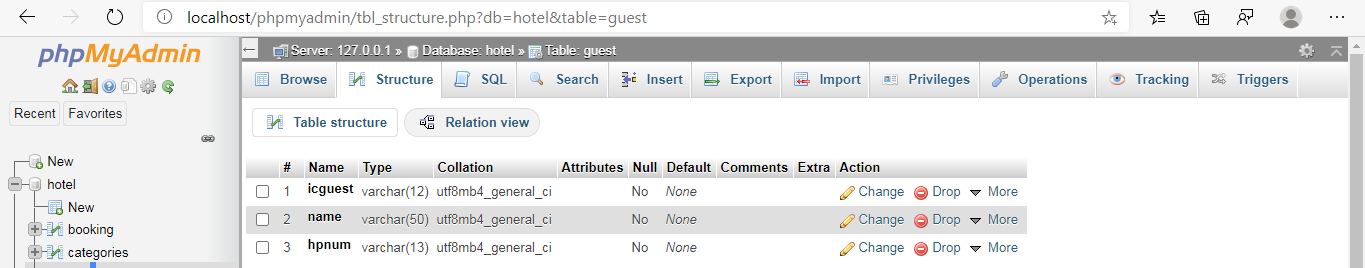 localhost/phpmyadmin/tbl_structure.php?db=hotel&table=guest
phpMyAdmin
Recent Favorites
New
hotel
New
booking
categories
Server: 127.0.0.1 » Database: hotel » Table: guest
Browse Structure SQL Search Insert Export Import Privileges Operations Tracking Triggers
Table structure Relation view
# Name Type Collation Attributes Null Default Comments Extra Action
1 icguest varchar(12) utf8mb4_general_ci No None Change Drop More
2 name varchar(50) utf8mb4_general_ci No None Change Drop More
3 hpnum varchar(13) utf8mb4_general_ci No None Change Drop More